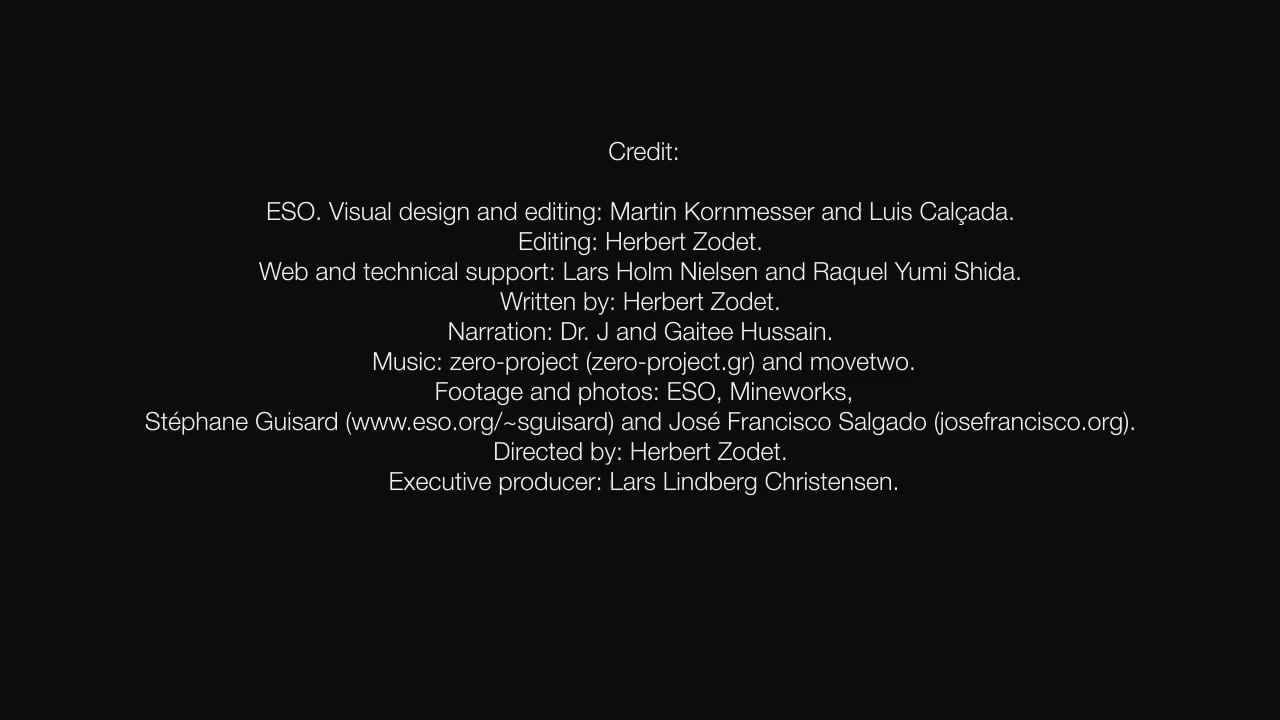 Credit:
ESO. Visual design and editing: Martin Kornmesser and Luis Calçada.
Editing: Herbert Zodet.
Web and technical support: Lars Holm Nielsen and Raquel Yumi Shida.
Written by: Herbert Zodet.
Narration: Dr. J and Gaitee Hussain.
Music: zero-project (zero-project.gr) and movetwo.
Footage and photos: ESO, Mineworks,
Stéphane Guisard (www.eso.org/~sguisard) and José Francisco Salgado (josefrancisco.org).
Directed by: Herbert Zodet.
Executive producer: Lars Lindberg Christensen.